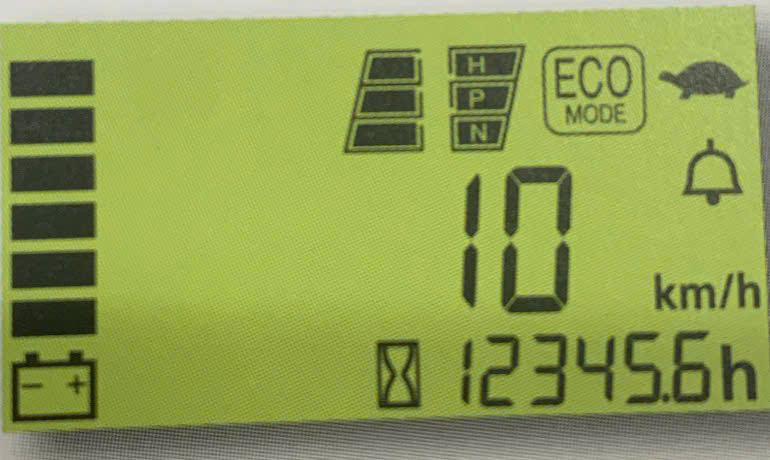 H
P
N
ECO
MODE
10
km/h
12345.6h
- +